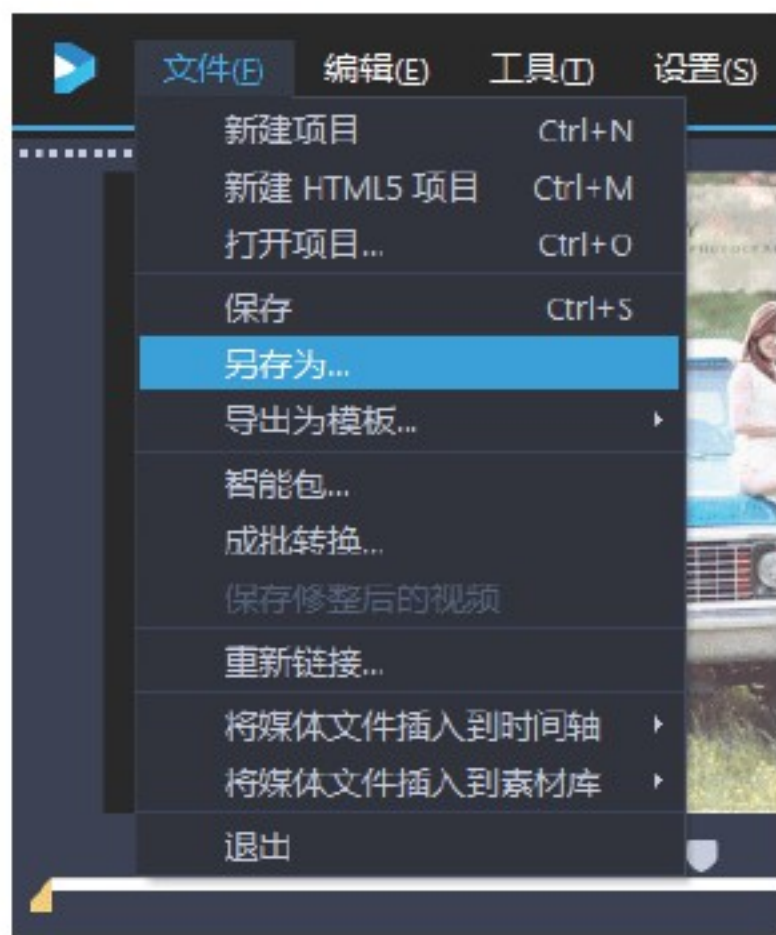 文件(F) 编辑(E) 工具(T) 设置(S)
新建项目 Ctrl+N
新建 HTML5 项目 Ctrl+M
打开项目... Ctrl+O
保存 Ctrl+S
另存为...
导出为模板...
智能包...
成批转换...
保存修整后的视频
重新链接...
将媒体文件插入到时间轴
将媒体文件插入到素材库
退出